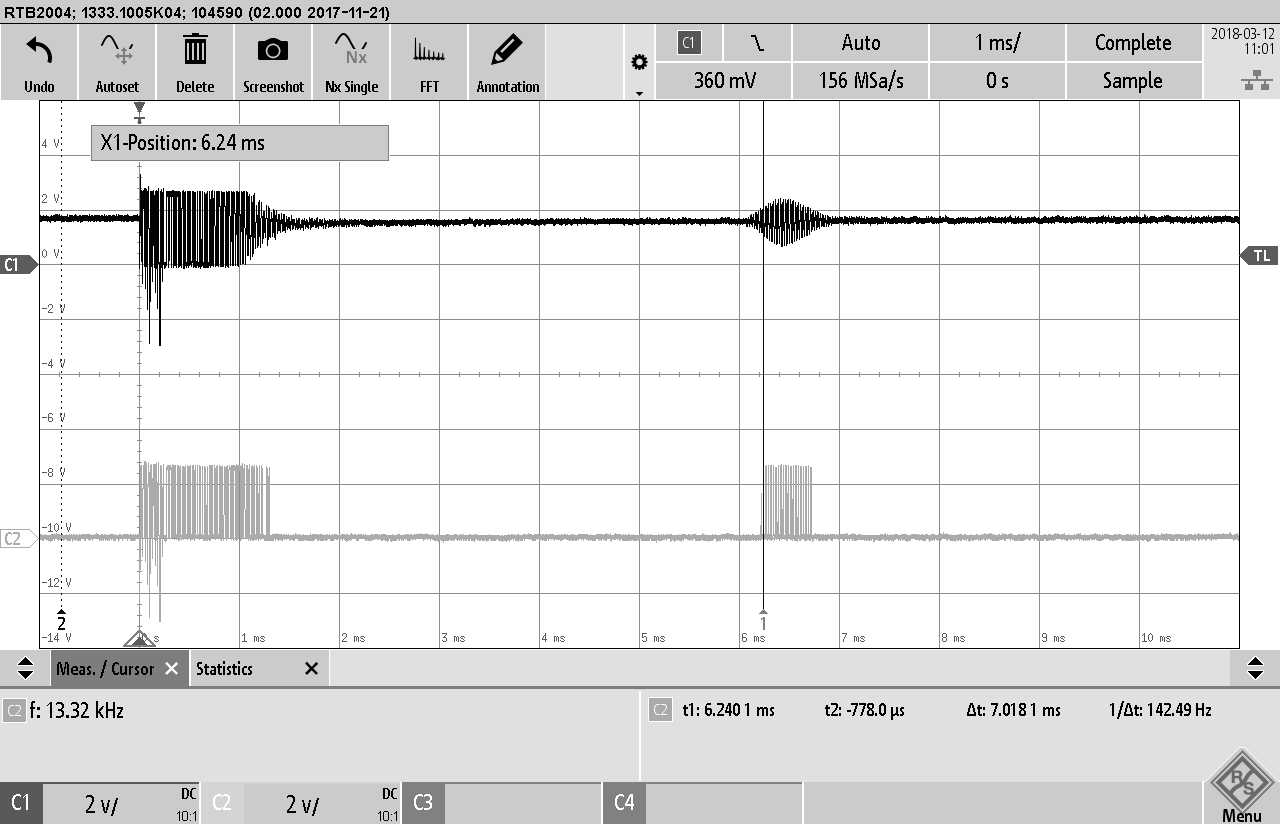 RTB2004; 1333.1005K04; 104590 (02.000 2017-11-21)
Undo
Autoset
Delete
Screenshot
Nx
Nx Single
FFT
Annotation
C1
Auto
1 ms/
Complete
360 mV
156 MSa/s
0 s
Sample
2018-03-12
11:01
X1-Position: 6.24 ms
4 V
2 V
0 V
C1
TL
-2 V
-4 V
-6 V
-8 V
-10 V
C2
-12 V
2
1
-14 V
0 s
1 ms
2 ms
3 ms
4 ms
5 ms
6 ms
7 ms
8 ms
9 ms
10 ms
Meas. / Cursor
Statistics
C2 f: 13.32 kHz
C2 t1: 6.240 1 ms t2: -778.0 µs Δt: 7.018 1 ms 1/Δt: 142.49 Hz
C1 2 V/ DC 10:1
C2 2 V/ DC 10:1
C3
C4
R/S
Menu